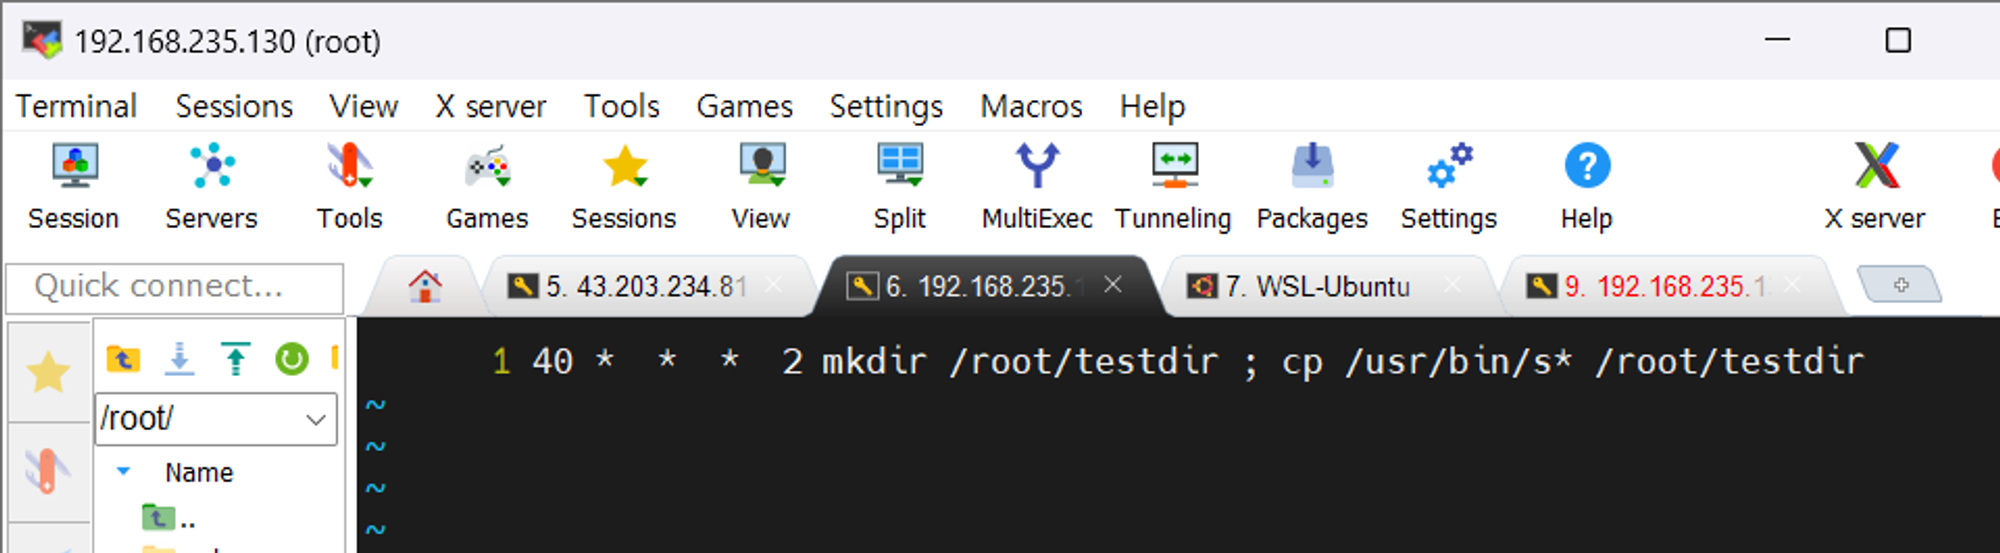 192.168.235.130 (root)
Terminal Sessions View X server Tools Games Settings Macros Help
Session Servers Tools Games Sessions View Split MultiExec Tunneling Packages Settings Help X server
Quick connect...
5. 43.203.234.81
6. 192.168.235.
7. WSL-Ubuntu
9. 192.168.235.1
/root/
Name
..
1 40 * * * 2 mkdir /root/testdir ; cp /usr/bin/s* /root/testdir
~
~
~
~